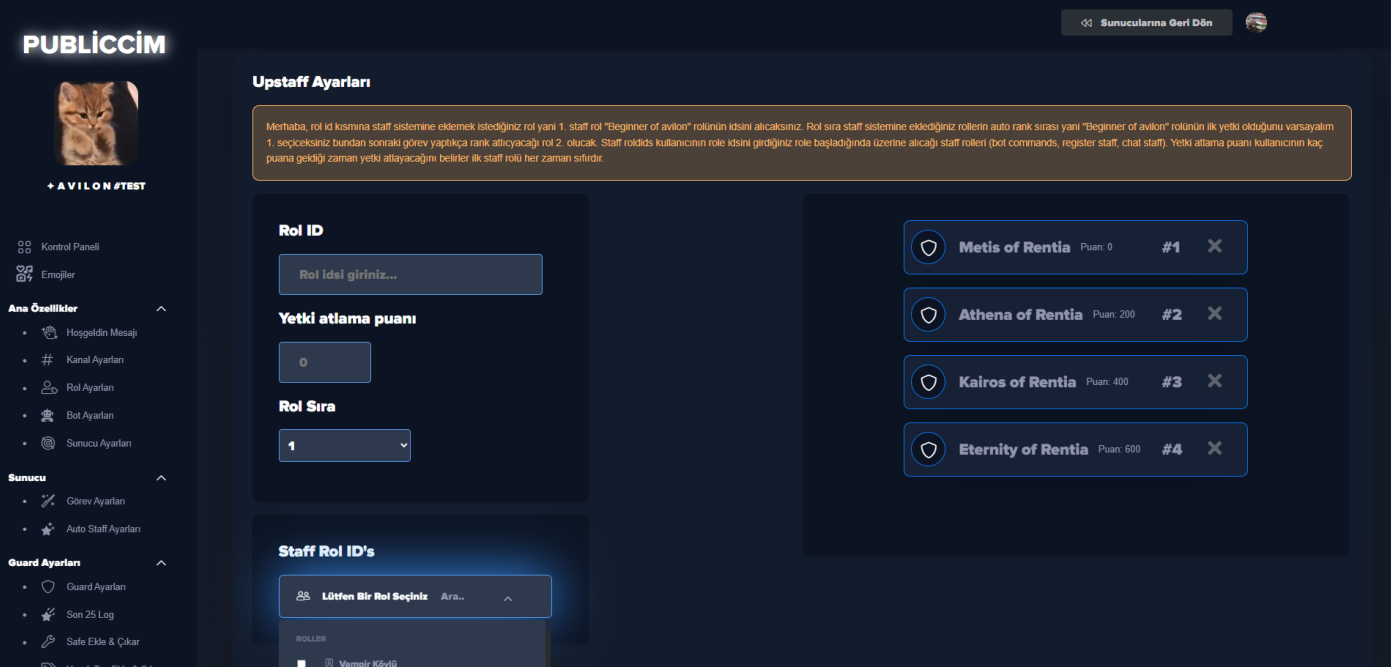 PUBLİCCİM
Sunucularına Geri Dön
✦ A V I L O N #TEST
Kontrol Paneli
Emojiler
Ana Özellikler
Hoşgeldin Mesajı
Kanal Ayarları
Rol Ayarları
Bot Ayarları
Sunucu Ayarları
Sunucu
Görev Ayarları
Auto Staff Ayarları
Guard Ayarları
Guard Ayarları
Son 25 Log
Safe Ekle & Çıkar
Upstaff Ayarları
Merhaba, rol id kısmına staff sistemine eklemek istediğiniz rol yani 1. staff rol "Beginner of avilon" rolünün idsini alıcaksınız. Rol sıra staff sistemine eklediğiniz rollerin auto rank sırası yani "Beginner of avilon" rolünün ilk yetki olduğunu varsayalım
1. seçiceksiniz bundan sonraki görev yaptıkça rank atlıcyacağı rol 2. olucak. Staff roldids kullanıcının role idsini girdiğiniz role başladığında üzerine alıcağı staff rolleri (bot commands, register staff, chat staff). Yetki atlama puanı kullanıcının kaç
puana geldiği zaman yetki atlayacağını belirler ilk staff rolü her zaman sıfırdır.
Rol ID
Rol idsi giriniz...
Yetki atlama puanı
0
Rol Sıra
1
Staff Rol ID's
Lütfen Bir Rol Seçiniz Ara..
ROLLER
Vampir Köylü
Metis of Rentia Puan: 0 #1
Athena of Rentia Puan: 200 #2
Kairos of Rentia Puan: 400 #3
Eternity of Rentia Puan: 600 #4